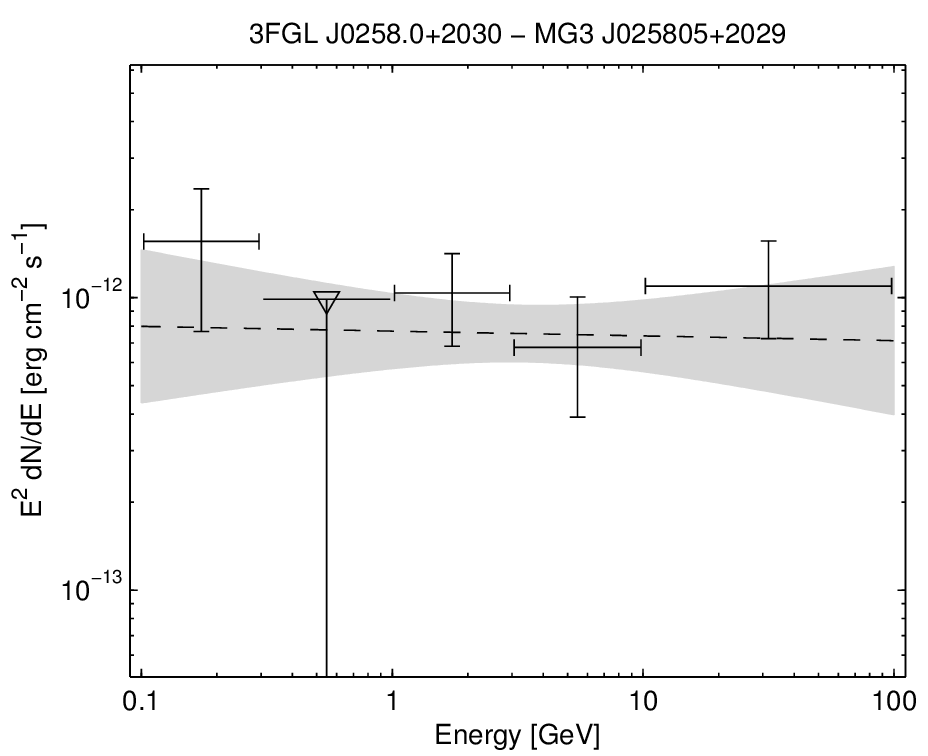 3FGL J0258.0+2030 − MG3 J025805+2029
E² dN/dE [erg cm⁻² s⁻¹]
10⁻¹²
10⁻¹³
0.1 1 10 100
Energy [GeV]